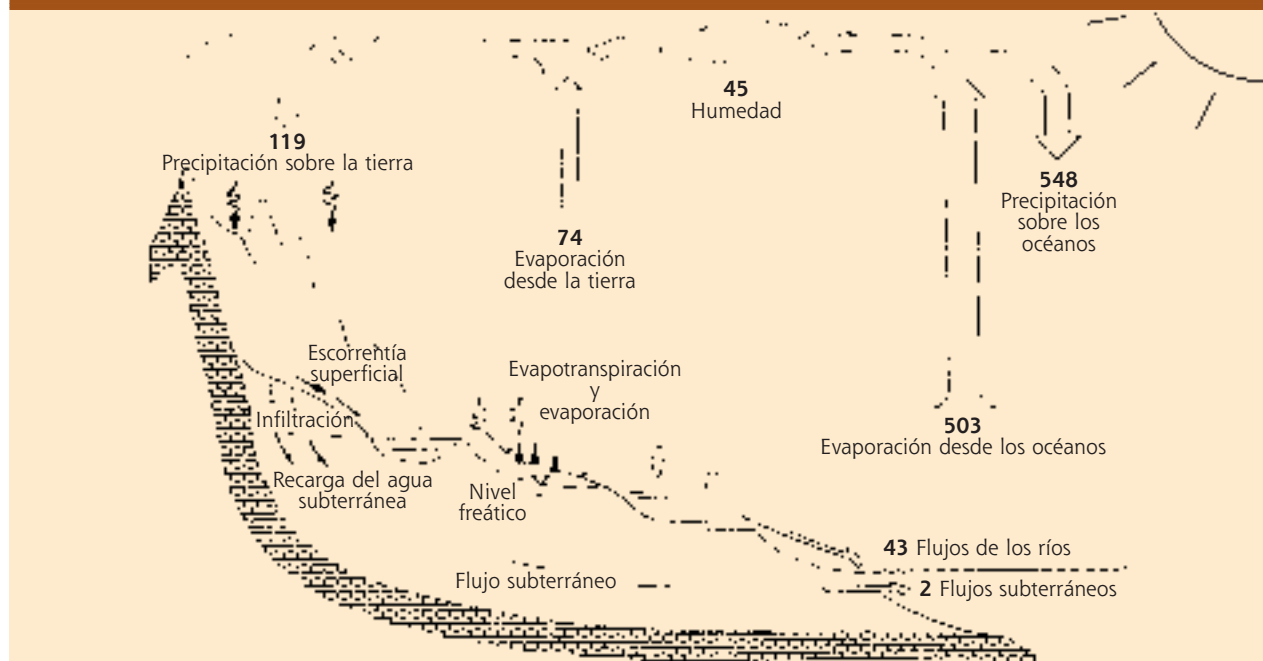 45
Humedad
119
Precipitación sobre la tierra
548
Precipitación
sobre los
océanos
74
Evaporación
desde la tierra
Escorrentía
superficial
Evapotranspiración
y
evaporación
Infiltración
503
Evaporación desde los océanos
Recarga del agua
subterránea
Nivel
freático
43 Flujos de los ríos
Flujo subterráneo
2 Flujos subterráneos